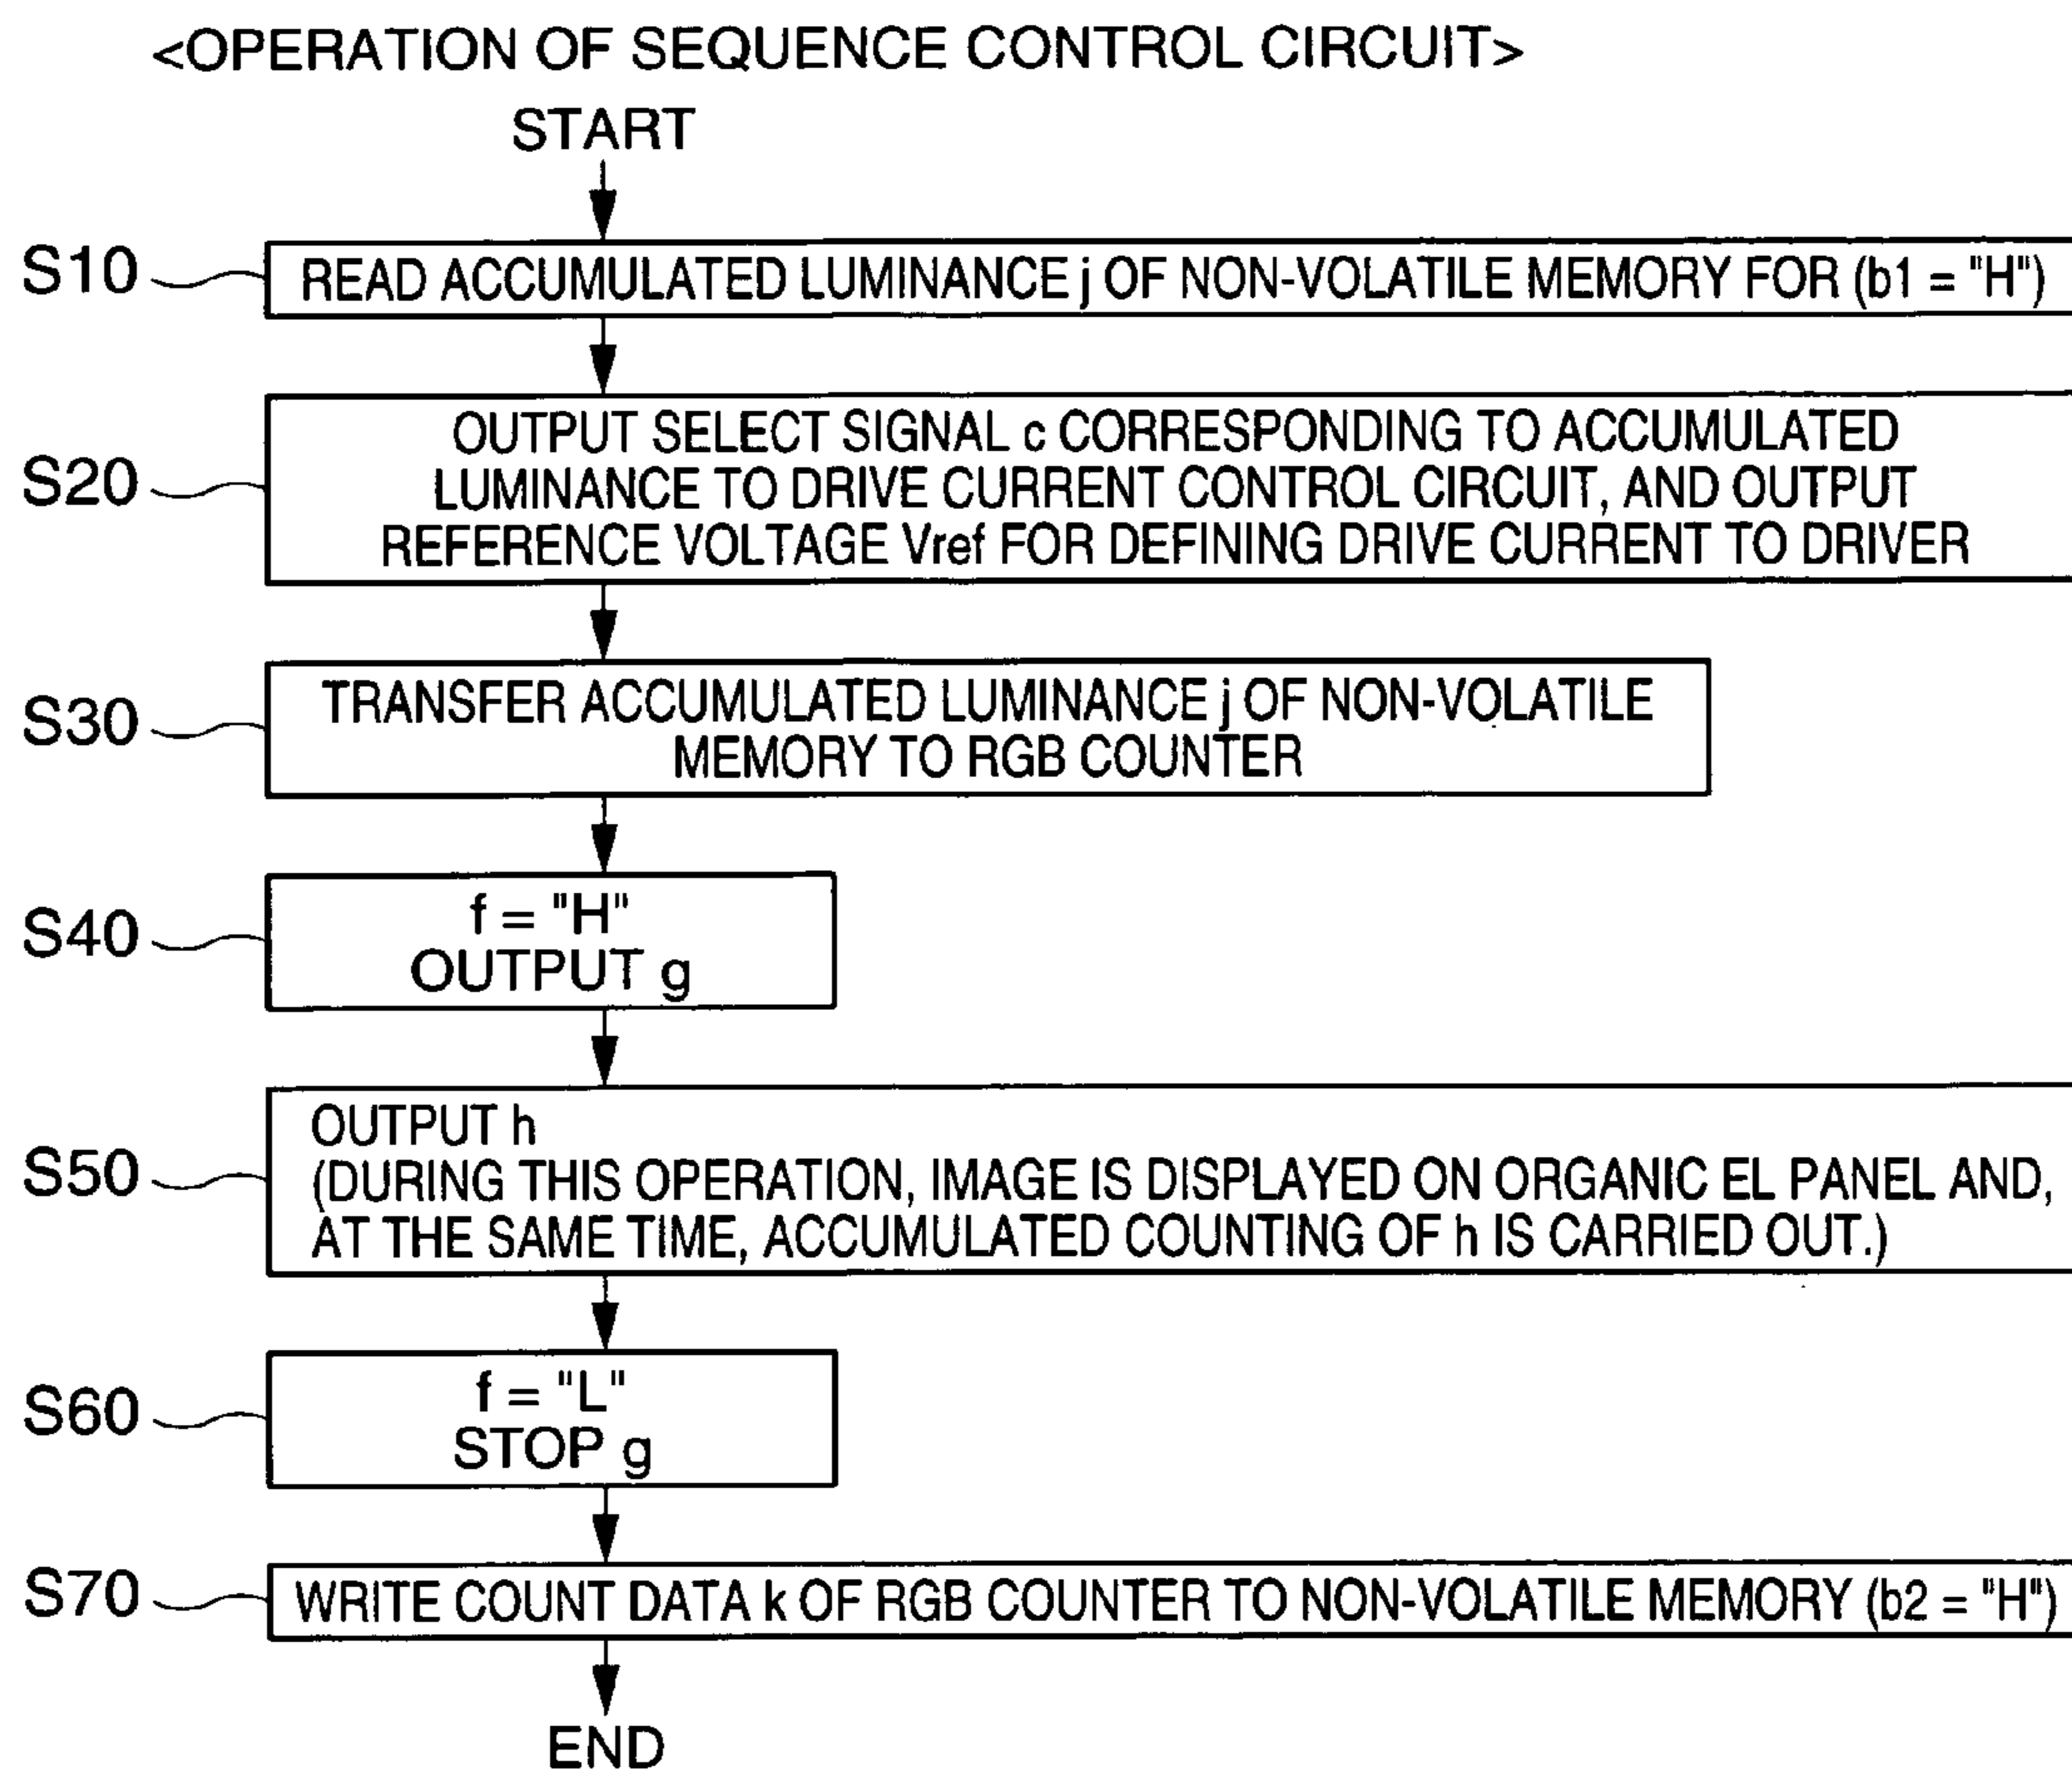 <OPERATION OF SEQUENCE CONTROL CIRCUIT>
START
S10
READ ACCUMULATED LUMINANCE j OF NON-VOLATILE MEMORY FOR (b1 = "H")
S20
OUTPUT SELECT SIGNAL c CORRESPONDING TO ACCUMULATED
LUMINANCE TO DRIVE CURRENT CONTROL CIRCUIT, AND OUTPUT
REFERENCE VOLTAGE Vref FOR DEFINING DRIVE CURRENT TO DRIVER
S30
TRANSFER ACCUMULATED LUMINANCE j OF NON-VOLATILE
MEMORY TO RGB COUNTER
S40
f = "H"
OUTPUT g
S50
OUTPUT h
(DURING THIS OPERATION, IMAGE IS DISPLAYED ON ORGANIC EL PANEL AND,
AT THE SAME TIME, ACCUMULATED COUNTING OF h IS CARRIED OUT.)
S60
f = "L"
STOP g
S70
WRITE COUNT DATA k OF RGB COUNTER TO NON-VOLATILE MEMORY (b2 = "H")
END